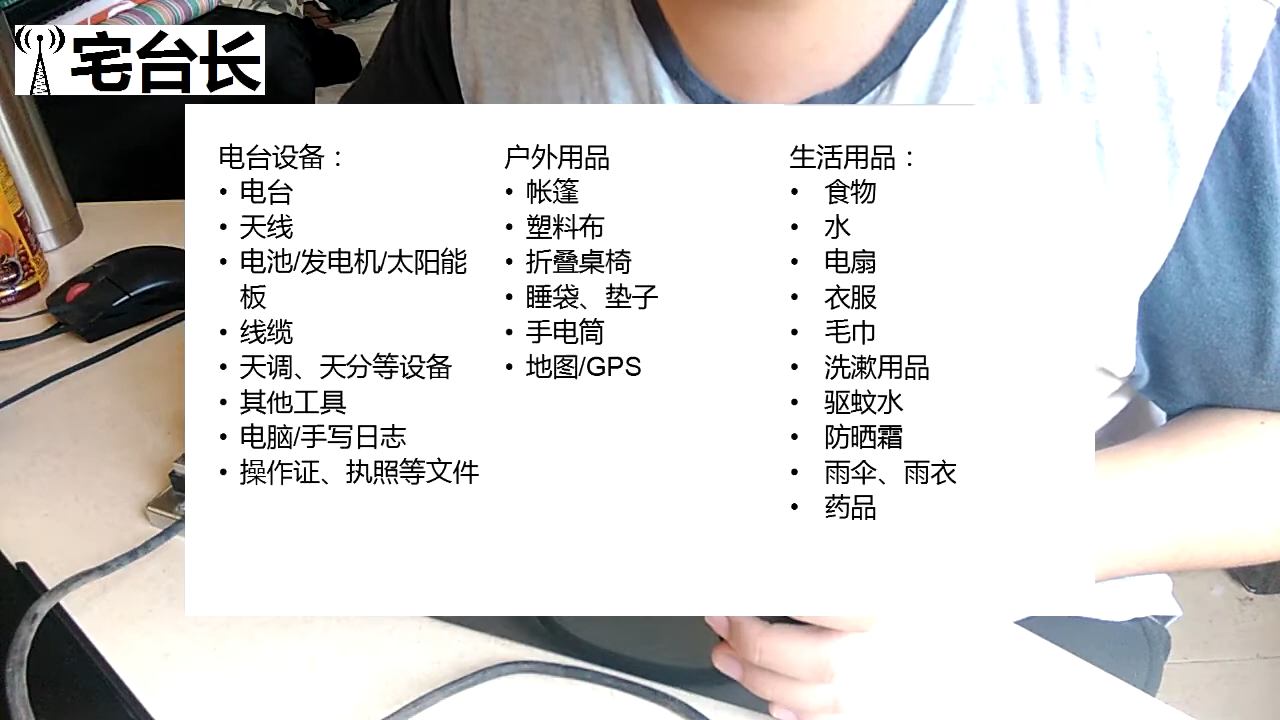 宅台长
电台设备：
• 电台
• 天线
• 电池/发电机/太阳能
板
• 线缆
• 天调、天分等设备
• 其他工具
• 电脑/手写日志
• 操作证、执照等文件
户外用品
• 帐篷
• 塑料布
• 折叠桌椅
• 睡袋、垫子
• 手电筒
• 地图/GPS
生活用品：
• 食物
• 水
• 电扇
• 衣服
• 毛巾
• 洗漱用品
• 驱蚊水
• 防晒霜
• 雨伞、雨衣
• 药品